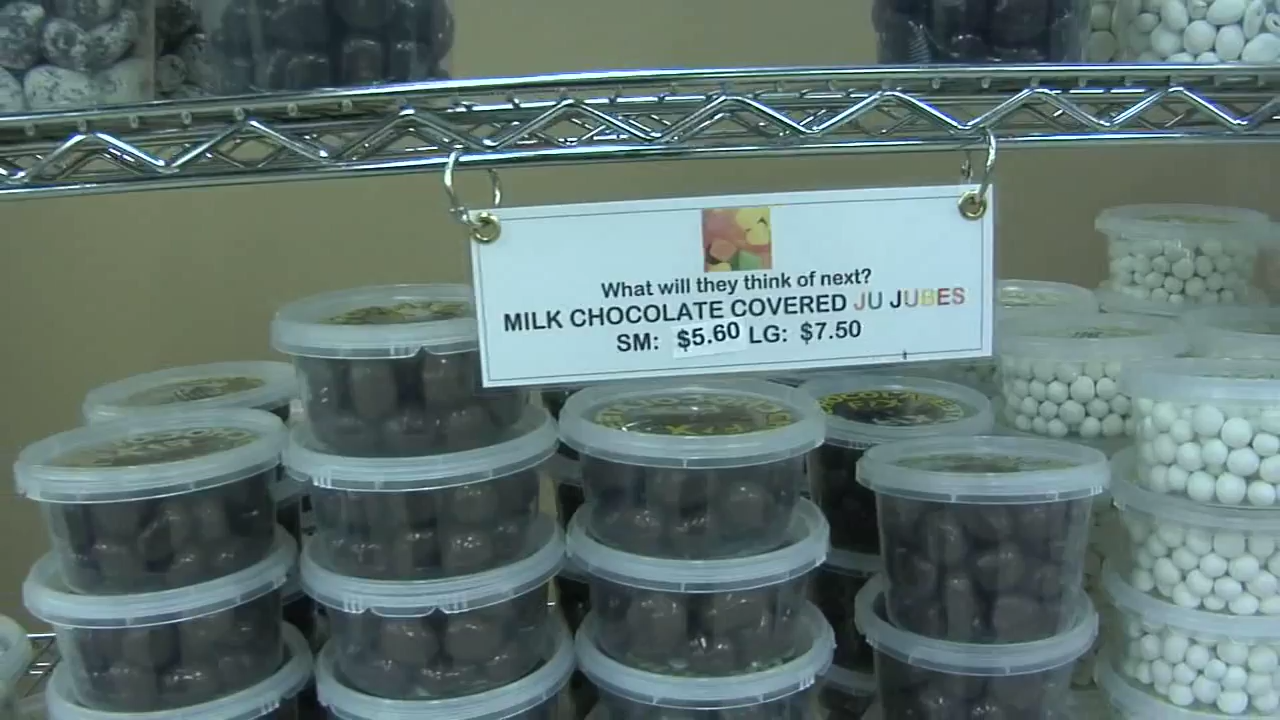 What will they think of next?
MILK CHOCOLATE COVERED JU JUBES
SM: $5.60 LG: $7.50